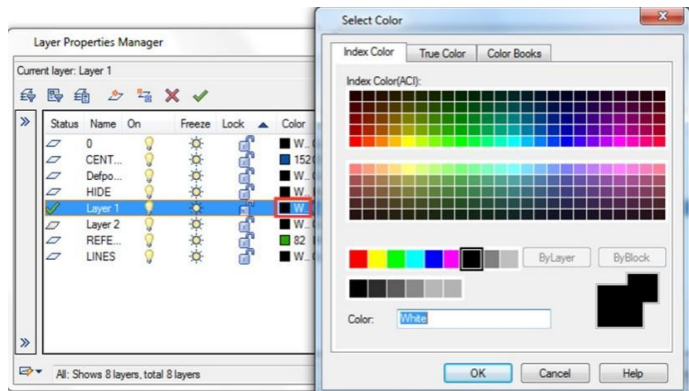 Layer Properties Manager
Current layer: Layer 1
Status Name On Freeze Lock Color
0 W...
CENT... 152
Defpo... W...
HIDE W...
Layer 1 W...
Layer 2 W...
REFE... 82
LINES W...
All: Shows 8 layers, total 8 layers
Select Color
Index Color True Color Color Books
Index Color(ACI):
ByLayer ByBlock
Color: White
OK Cancel Help